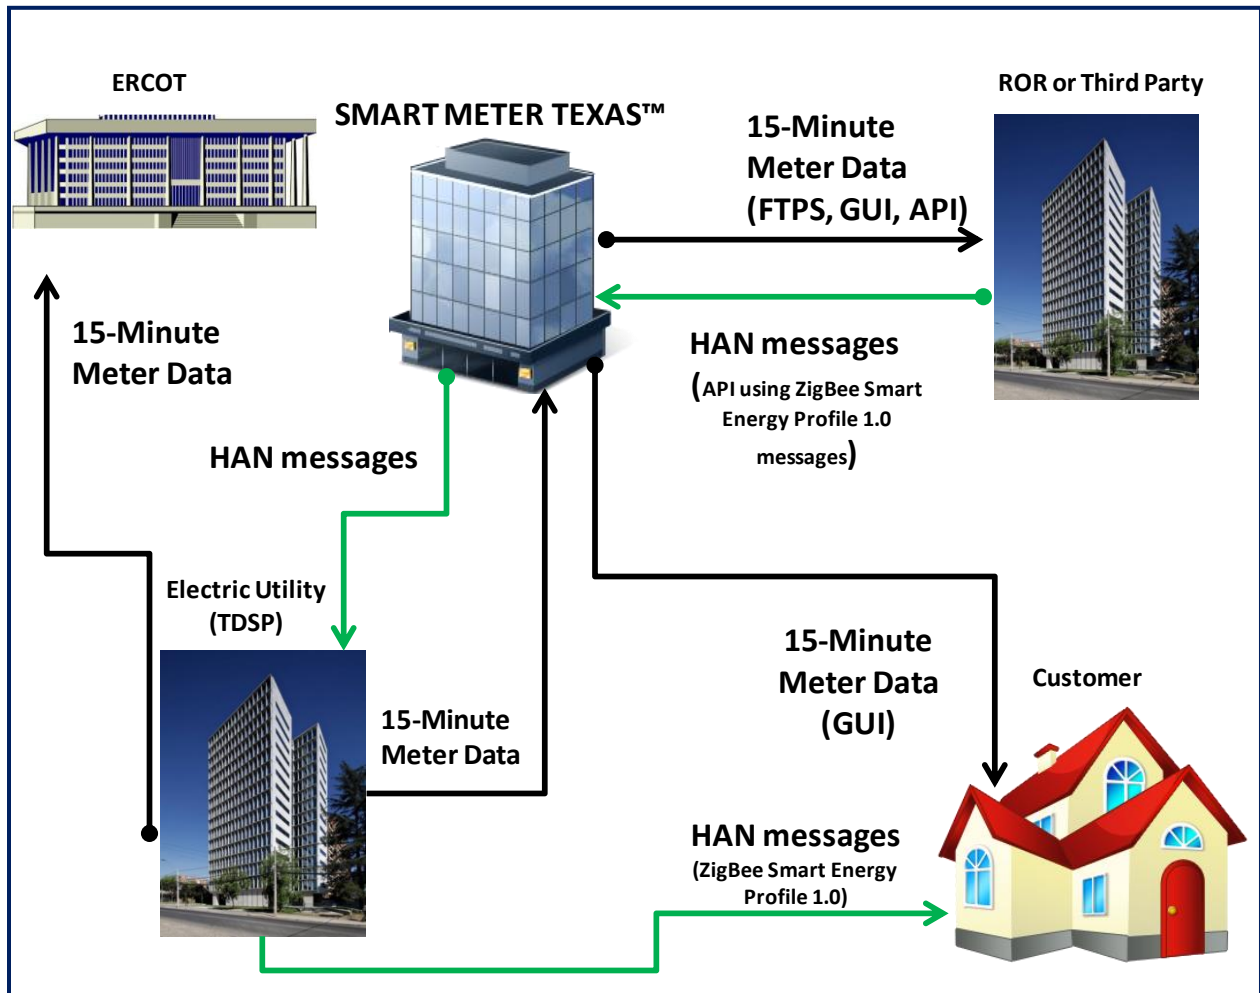 ERCOT
SMART METER TEXAS™
ROR or Third Party
15-Minute
Meter Data
(FTPS, GUI, API)
15-Minute
Meter Data
HAN messages
(API using ZigBee Smart
Energy Profile 1.0
messages)
HAN messages
Electric Utility
(TDSP)
15-Minute
Meter Data
(GUI)
Customer
15-Minute
Meter Data
HAN messages
(ZigBee Smart Energy
Profile 1.0)